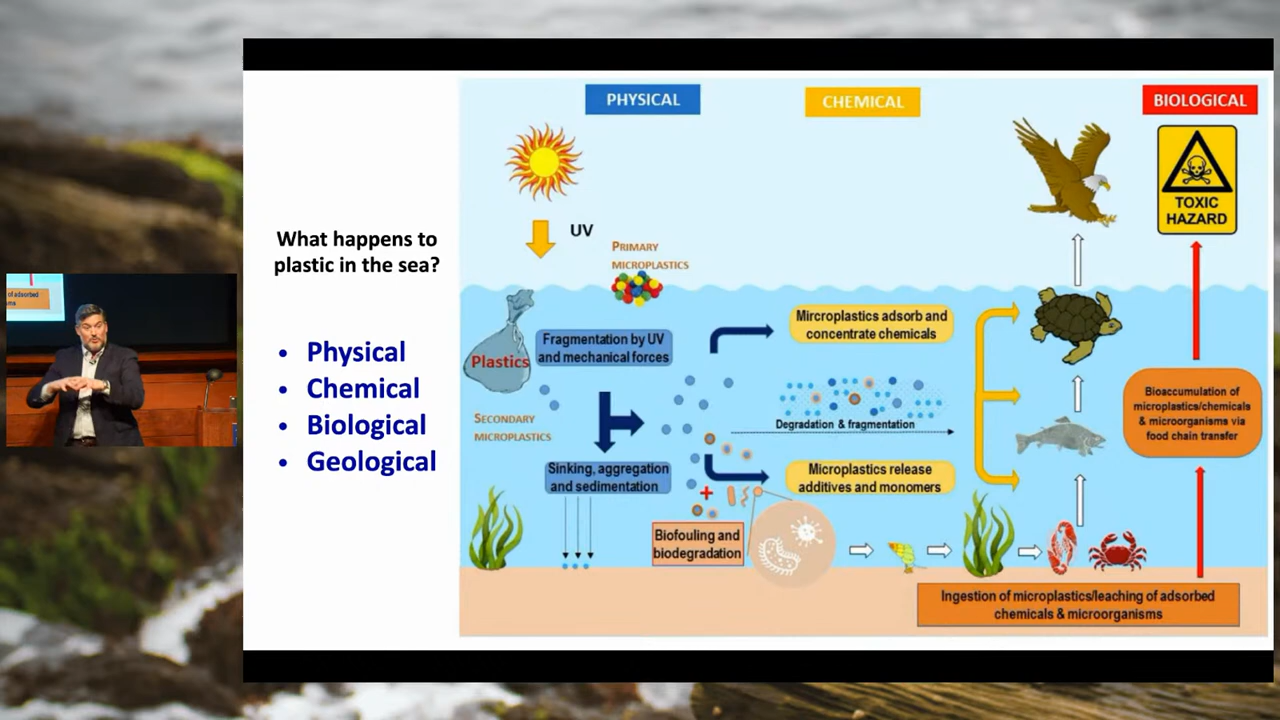 What happens to
plastic in the sea?
• Physical
• Chemical
• Biological
• Geological
PHYSICAL
CHEMICAL
BIOLOGICAL
UV
PRIMARY
MICROPLASTICS
TOXIC
HAZARD
Plastics
Fragmentation by UV
and mechanical forces
Mircroplastics adsorb and
concentrate chemicals
SECONDARY
MICROPLASTICS
Degradation & fragmentation
Bioaccumulation of
microplastics/chemicals
& microorganisms via
food chain transfer
Sinking, aggregation
and sedimentation
Microplastics release
additives and monomers
+
Biofouling and
biodegradation
Ingestion of microplastics/leaching of adsorbed
chemicals & microorganisms
of adsorbed